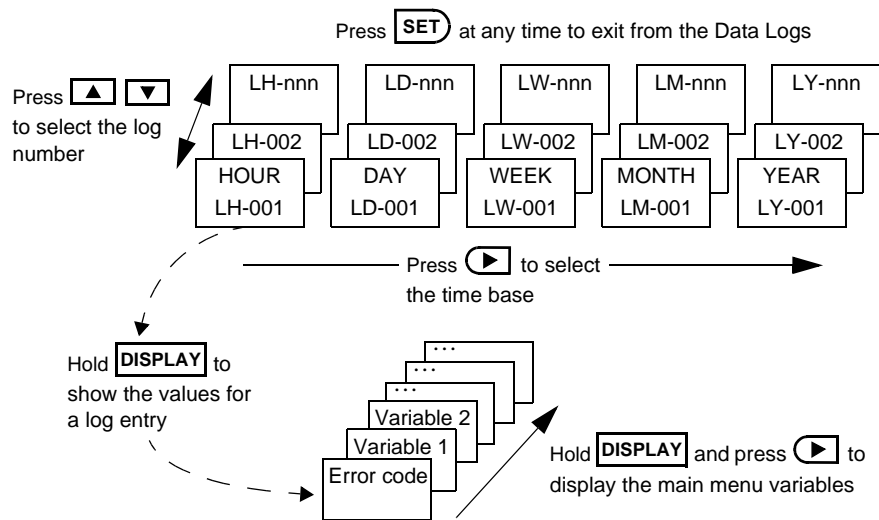 Press SET at any time to exit from the Data Logs
Press ▲ ▼
to select the log
number
LH-nnn LD-nnn LW-nnn LM-nnn LY-nnn
LH-002 LD-002 LW-002 LM-002 LY-002
HOUR DAY WEEK MONTH YEAR
LH-001 LD-001 LW-001 LM-001 LY-001
Press ▶ to select
the time base
Hold DISPLAY to
show the values for
a log entry
...
...
...
Variable 2
Variable 1
Error code
Hold DISPLAY and press ▶ to
display the main menu variables